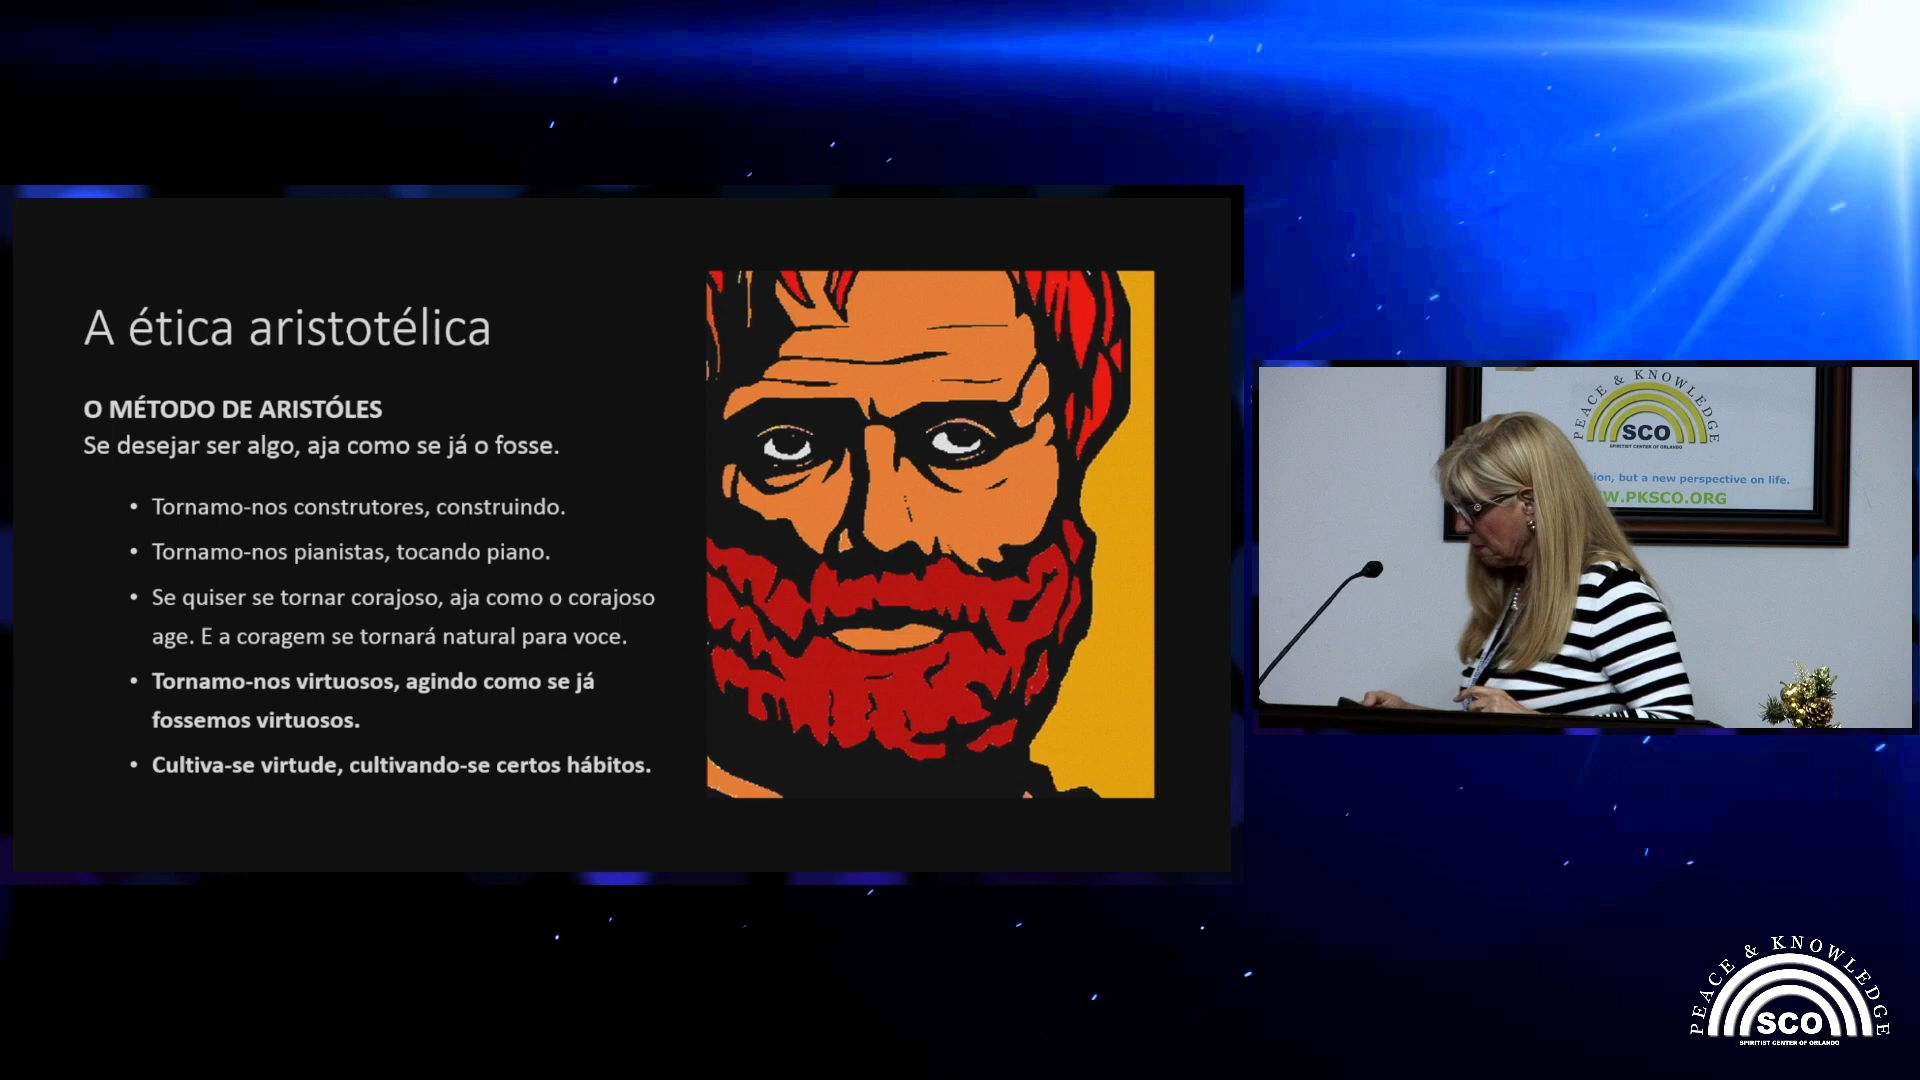 A ética aristotélica
O MÉTODO DE ARISTÓLES
Se desejar ser algo, aja como se já o fosse.
• Tornamo-nos construtores, construindo.
• Tornamo-nos pianistas, tocando piano.
• Se quiser se tornar corajoso, aja como o corajoso
age. E a coragem se tornará natural para voce.
• Tornamo-nos virtuosos, agindo como se já
fossemos virtuosos.
• Cultiva-se virtude, cultivando-se certos hábitos.
PEACE & KNOWLEDGE
SCO
SPIRITIST CENTER OF ORLANDO
ion, but a new perspective on life.
W.PKSCO.ORG
PEACE & KNOWLEDGE
SCO
SPIRITIST CENTER OF ORLANDO